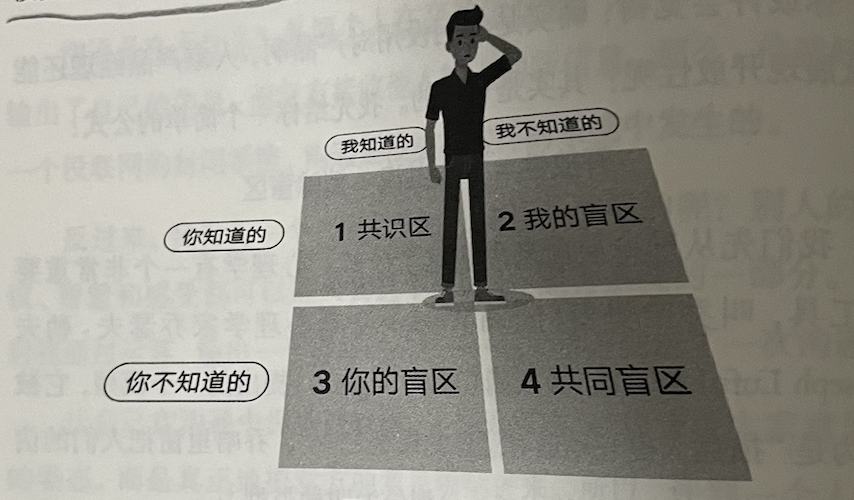 我知道的
我不知道的
你知道的
1 共识区
2 我的盲区
你不知道的
3 你的盲区
4 共同盲区